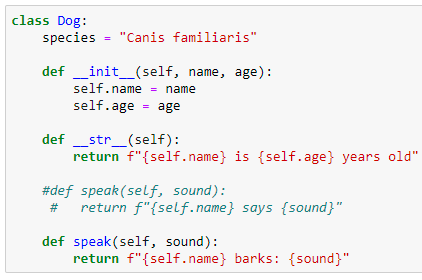 class Dog:
    species = "Canis familiaris"

    def __init__(self, name, age):
        self.name = name
        self.age = age

    def __str__(self):
        return f"{self.name} is {self.age} years old"

    #def speak(self, sound):
     #   return f"{self.name} says {sound}"

    def speak(self, sound):
        return f"{self.name} barks: {sound}"